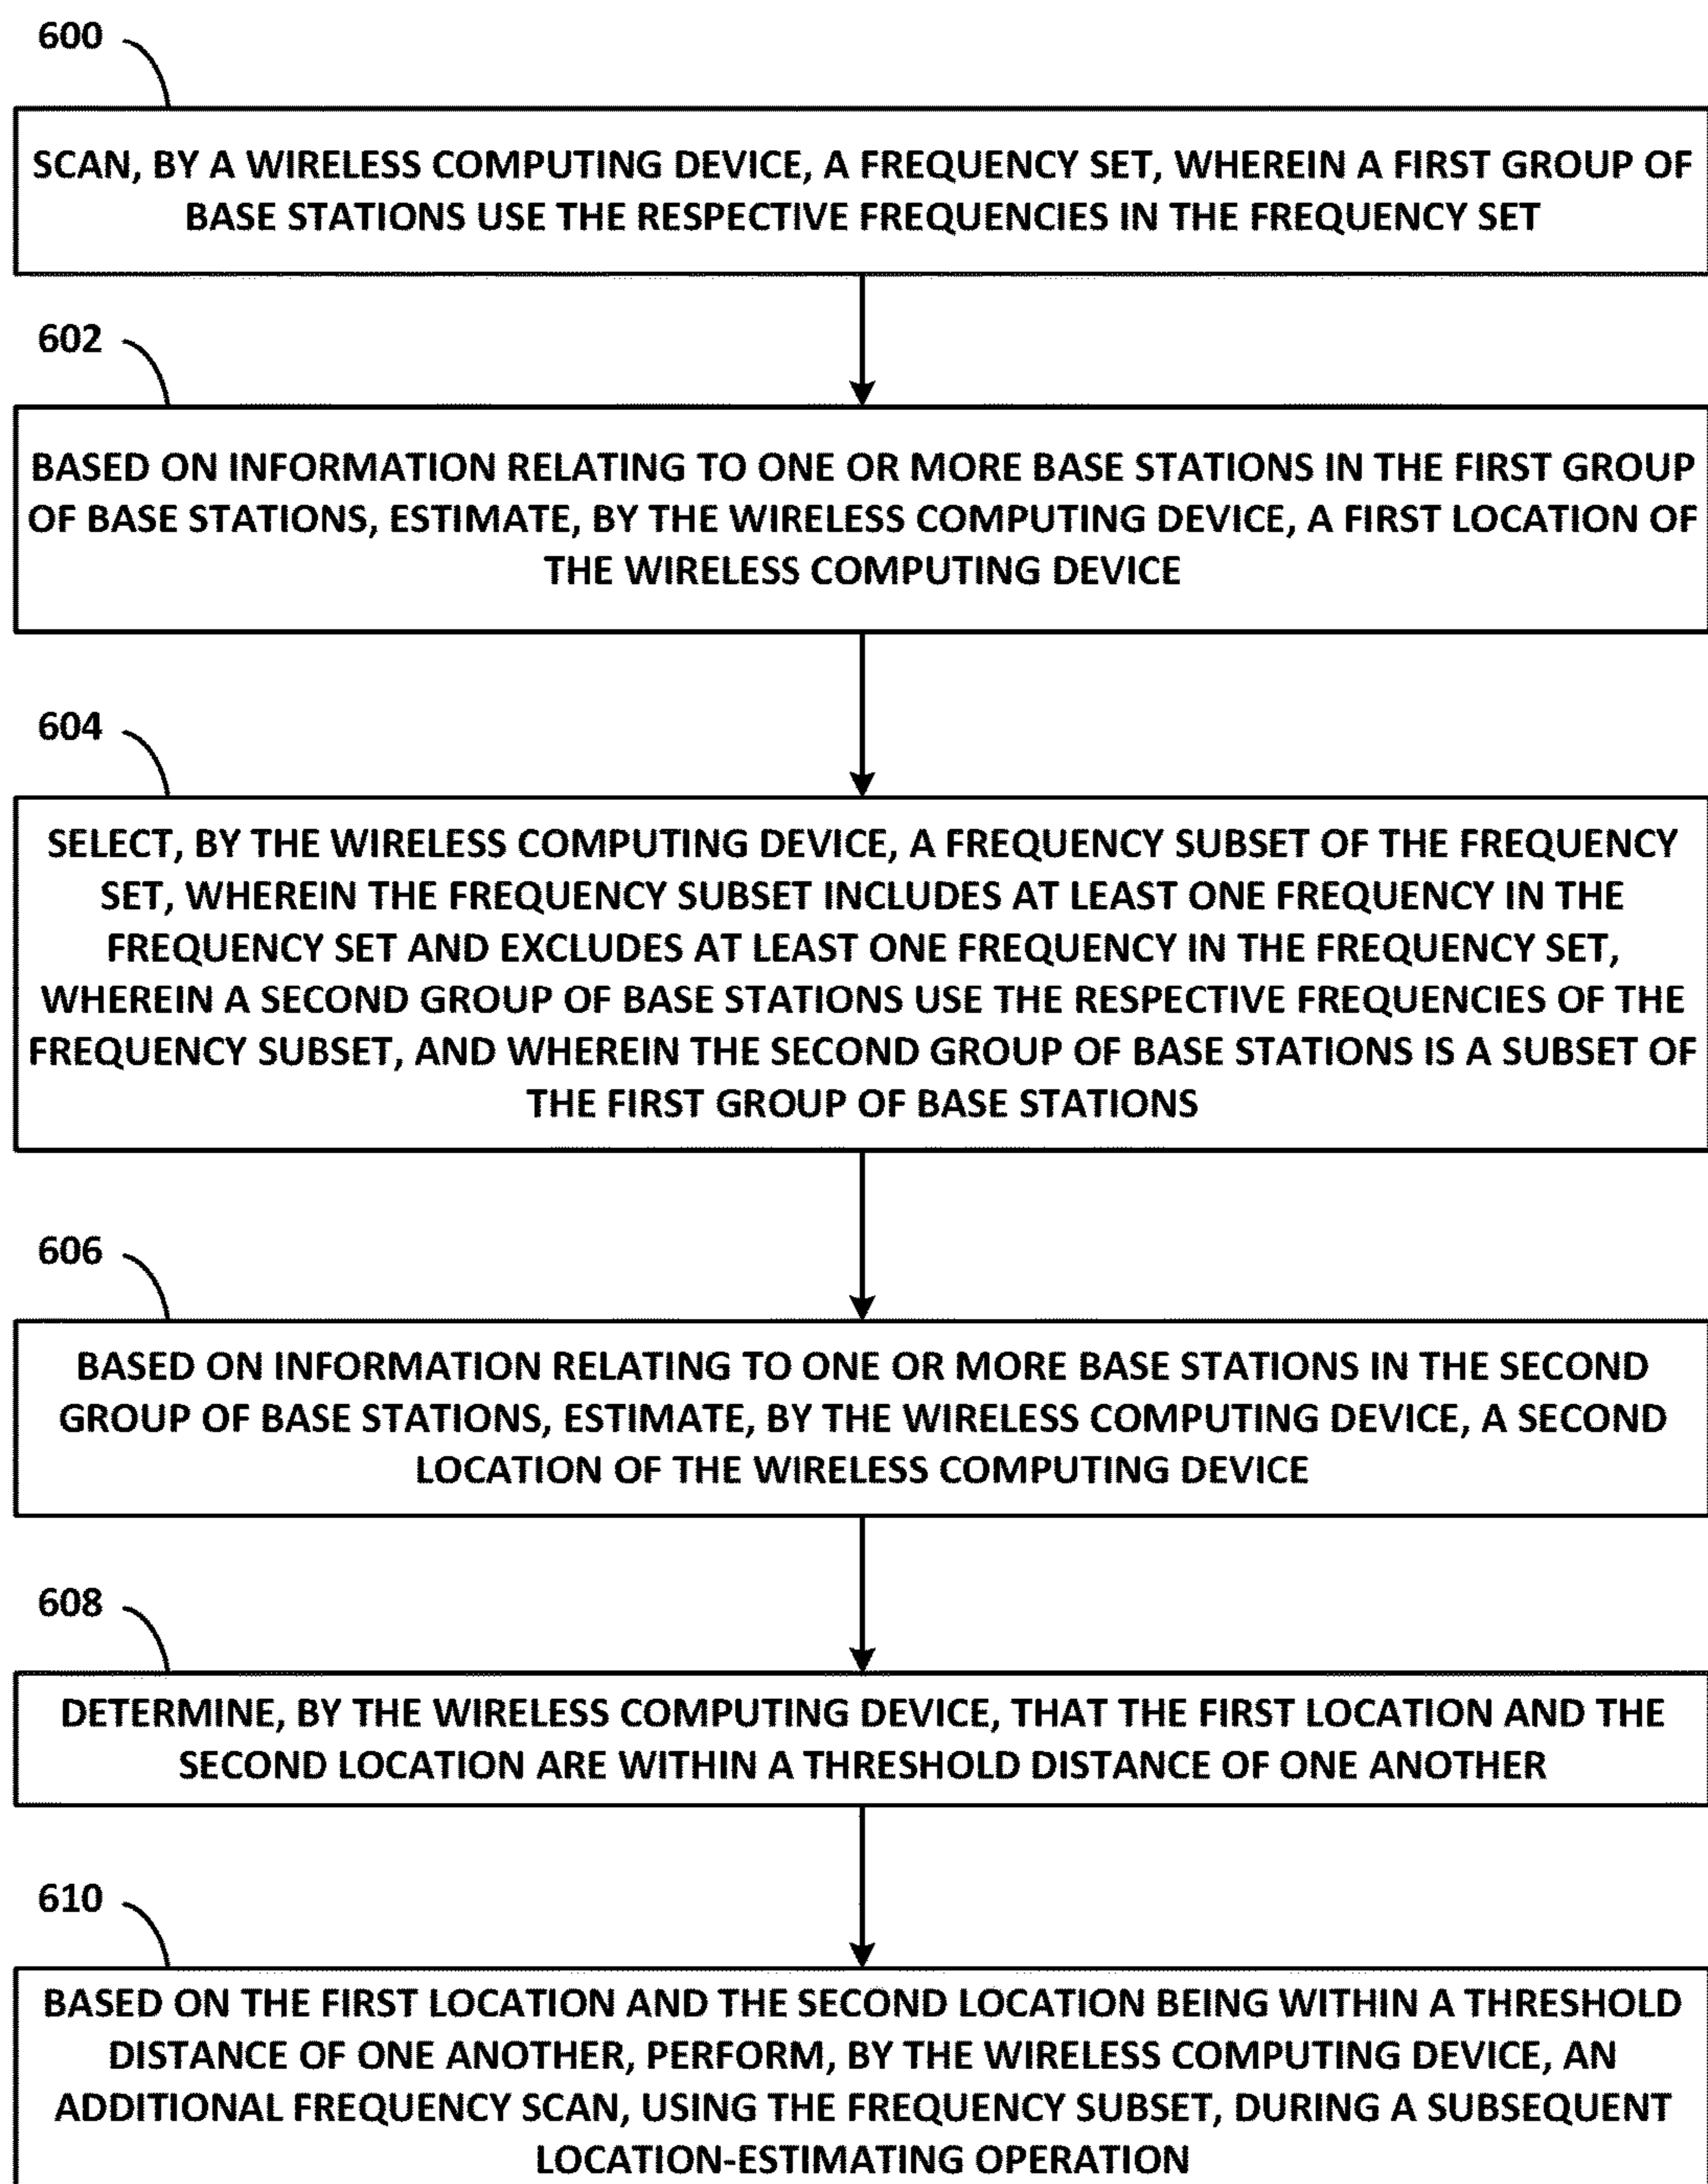 600
SCAN, BY A WIRELESS COMPUTING DEVICE, A FREQUENCY SET, WHEREIN A FIRST GROUP OF
BASE STATIONS USE THE RESPECTIVE FREQUENCIES IN THE FREQUENCY SET
602
BASED ON INFORMATION RELATING TO ONE OR MORE BASE STATIONS IN THE FIRST GROUP
OF BASE STATIONS, ESTIMATE, BY THE WIRELESS COMPUTING DEVICE, A FIRST LOCATION OF
THE WIRELESS COMPUTING DEVICE
604
SELECT, BY THE WIRELESS COMPUTING DEVICE, A FREQUENCY SUBSET OF THE FREQUENCY
SET, WHEREIN THE FREQUENCY SUBSET INCLUDES AT LEAST ONE FREQUENCY IN THE
FREQUENCY SET AND EXCLUDES AT LEAST ONE FREQUENCY IN THE FREQUENCY SET,
WHEREIN A SECOND GROUP OF BASE STATIONS USE THE RESPECTIVE FREQUENCIES OF THE
FREQUENCY SUBSET, AND WHEREIN THE SECOND GROUP OF BASE STATIONS IS A SUBSET OF
THE FIRST GROUP OF BASE STATIONS
606
BASED ON INFORMATION RELATING TO ONE OR MORE BASE STATIONS IN THE SECOND
GROUP OF BASE STATIONS, ESTIMATE, BY THE WIRELESS COMPUTING DEVICE, A SECOND
LOCATION OF THE WIRELESS COMPUTING DEVICE
608
DETERMINE, BY THE WIRELESS COMPUTING DEVICE, THAT THE FIRST LOCATION AND THE
SECOND LOCATION ARE WITHIN A THRESHOLD DISTANCE OF ONE ANOTHER
610
BASED ON THE FIRST LOCATION AND THE SECOND LOCATION BEING WITHIN A THRESHOLD
DISTANCE OF ONE ANOTHER, PERFORM, BY THE WIRELESS COMPUTING DEVICE, AN
ADDITIONAL FREQUENCY SCAN, USING THE FREQUENCY SUBSET, DURING A SUBSEQUENT
LOCATION-ESTIMATING OPERATION